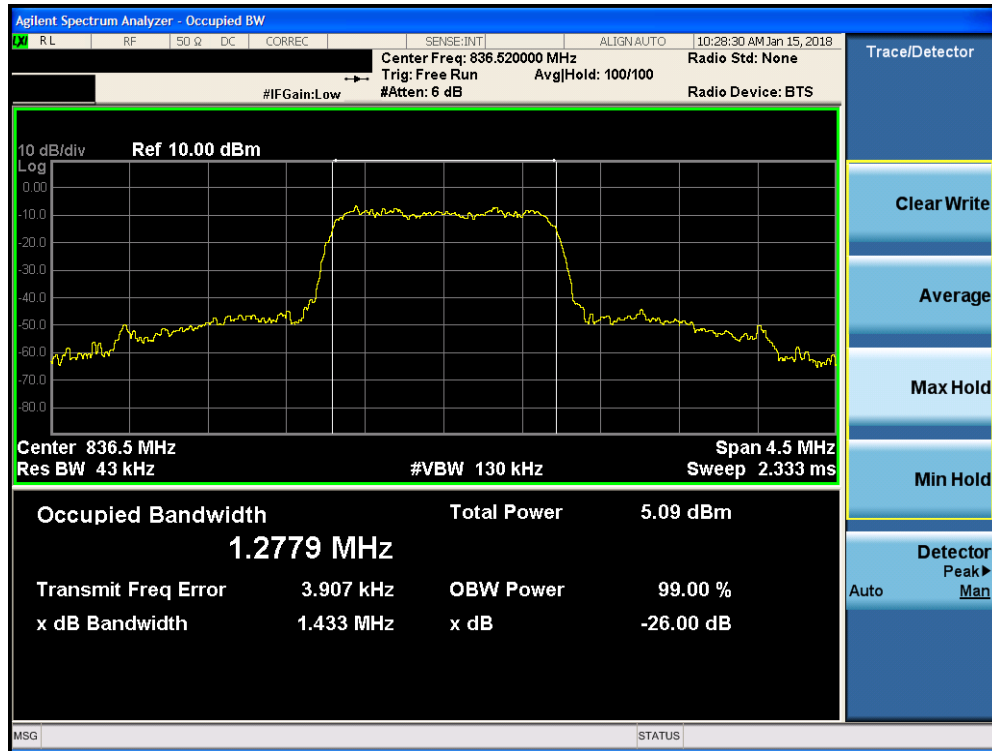 Agilent Spectrum Analyzer - Occupied BW
LXI RL RF 50 Ω DC CORREC SENSE:INT ALIGN AUTO 10:28:30 AM Jan 15, 2018
Center Freq: 836.520000 MHz Radio Std: None
Trig: Free Run Avg|Hold: 100/100
#IFGain:Low #Atten: 6 dB Radio Device: BTS
Trace/Detector
10 dB/div Ref 10.00 dBm
Log
0.00
-10.0
-20.0
-30.0
-40.0
-50.0
-60.0
-70.0
-80.0
Center 836.5 MHz Span 4.5 MHz
Res BW 43 kHz #VBW 130 kHz Sweep 2.333 ms
Occupied Bandwidth Total Power 5.09 dBm
1.2779 MHz
Transmit Freq Error 3.907 kHz OBW Power 99.00 %
x dB Bandwidth 1.433 MHz x dB -26.00 dB
Clear Write
Average
Max Hold
Min Hold
Detector
Peak▶
Auto Man
MSG STATUS